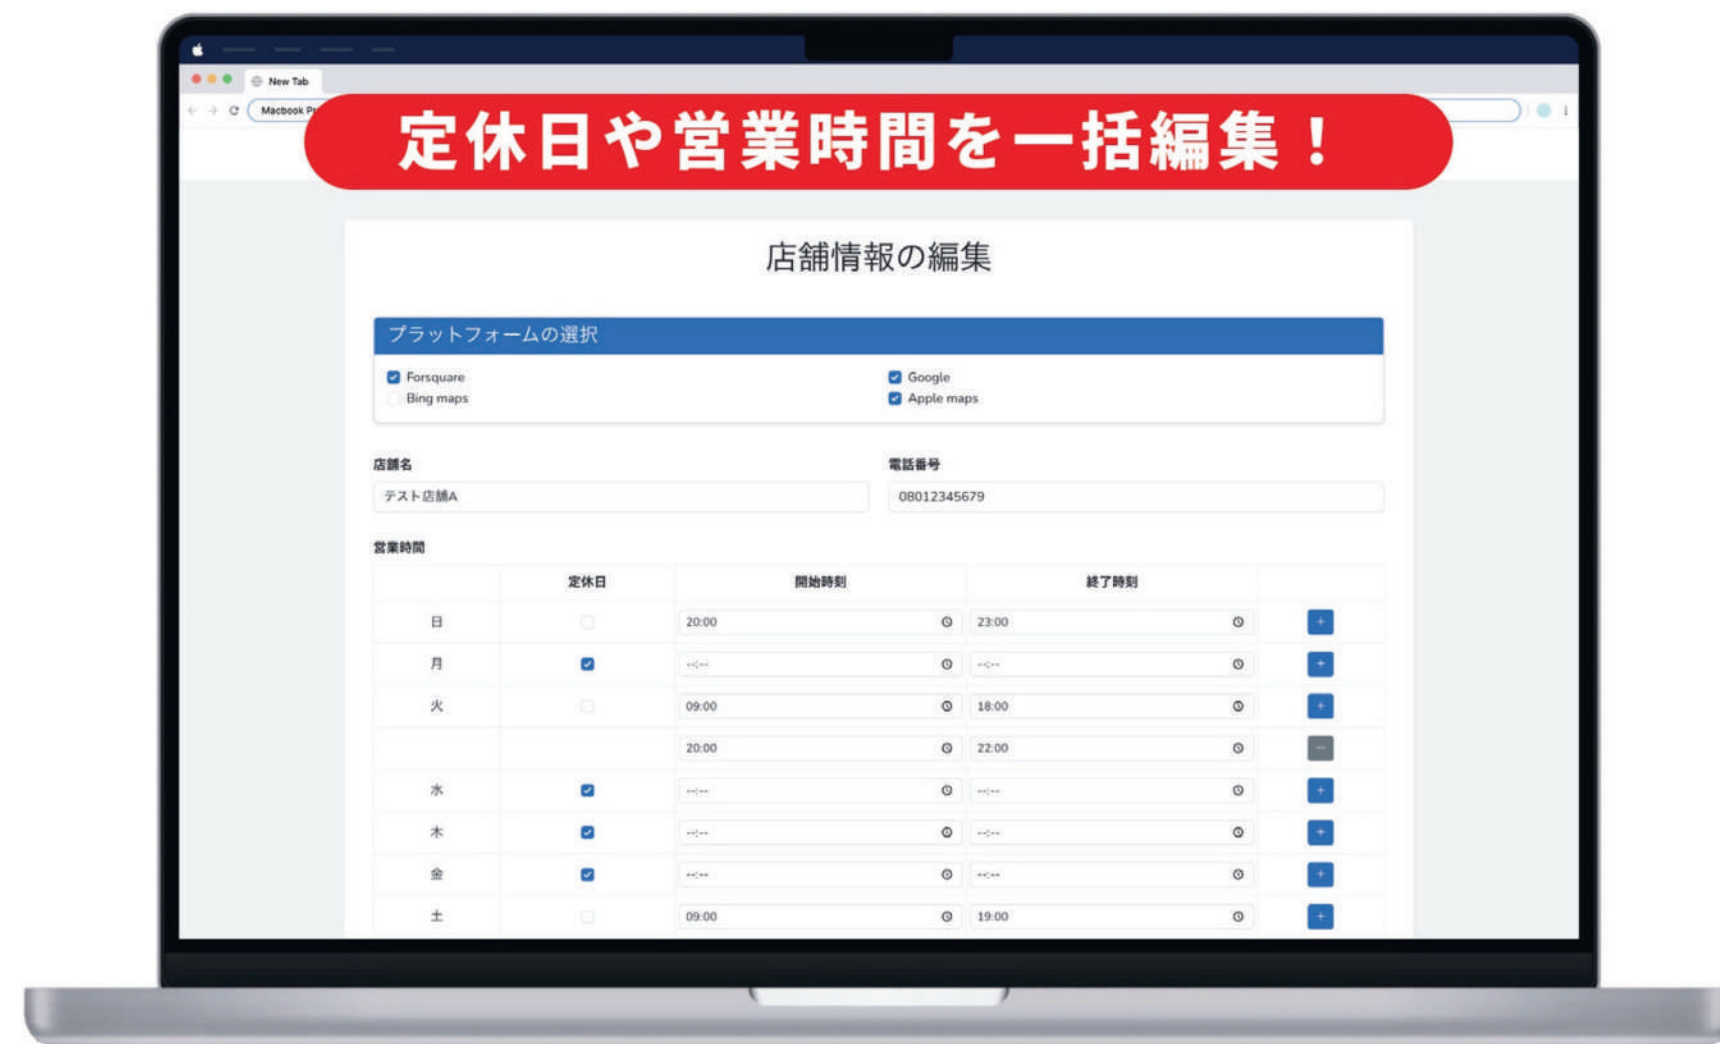 New Tab
Macbook
定休日や営業時間を一括編集！
店舗情報の編集
プラットフォームの選択
Forsquare
Google
Bing maps
Apple maps
店舗名
電話番号
テスト店舗A
08012345679
営業時間
定休日 開始時刻 終了時刻
日 20:00 23:00 +
月 --:-- --:-- +
火 09:00 18:00 +
20:00 22:00 −
水 --:-- --:-- +
木 --:-- --:-- +
金 --:-- --:-- +
土 09:00 19:00 +